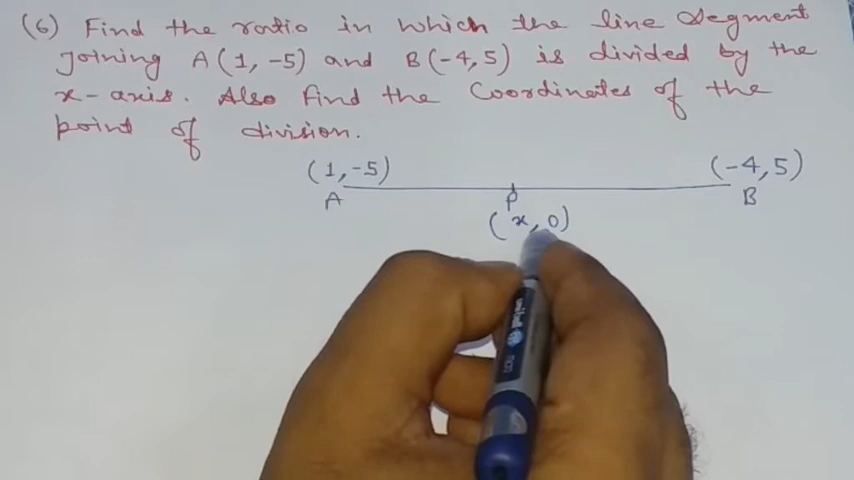 (6) Find the ratio in which the line segment
joining A(1, -5) and B(-4,5) is divided by the
x-axis. Also find the Coordinates of the
point of division.
(1,-5) (-4,5)
A P B
(x,0)